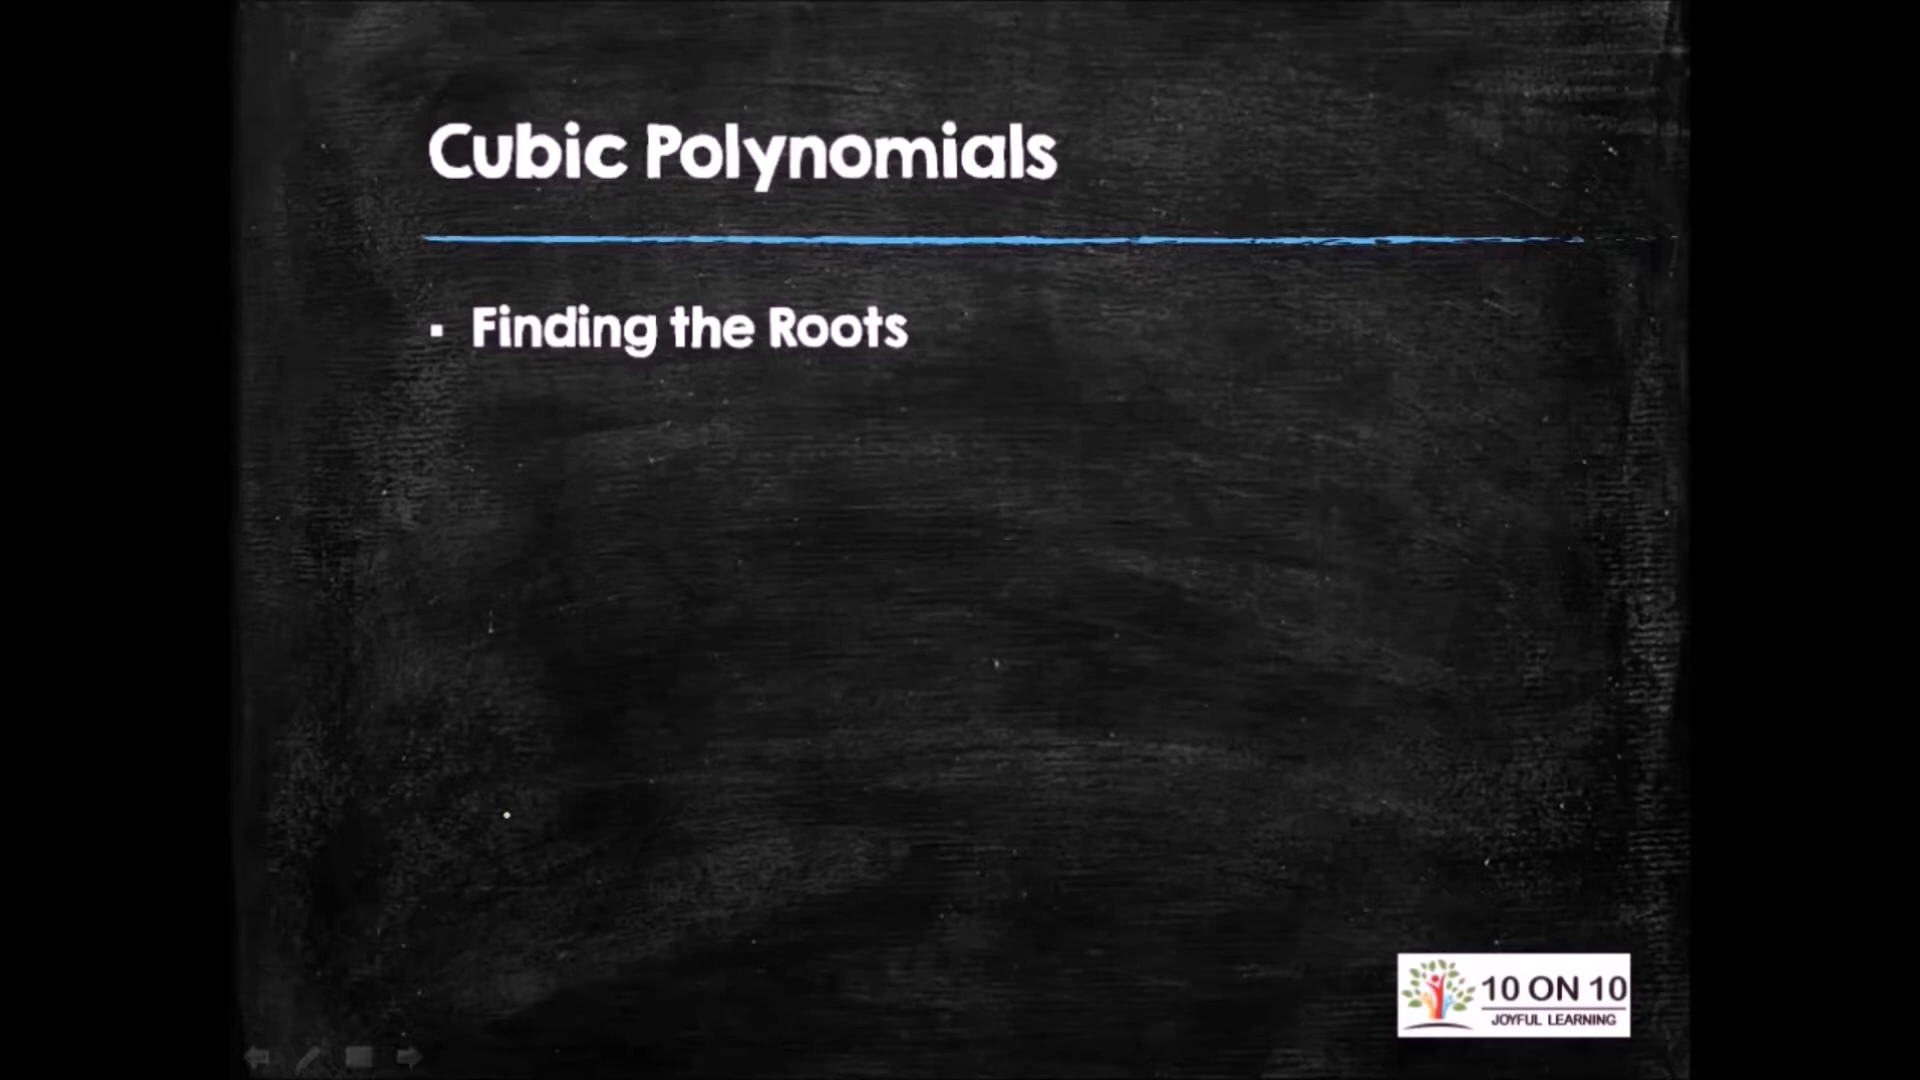 Cubic Polynomials
▪ Finding the Roots
10 ON 10
JOYFUL LEARNING